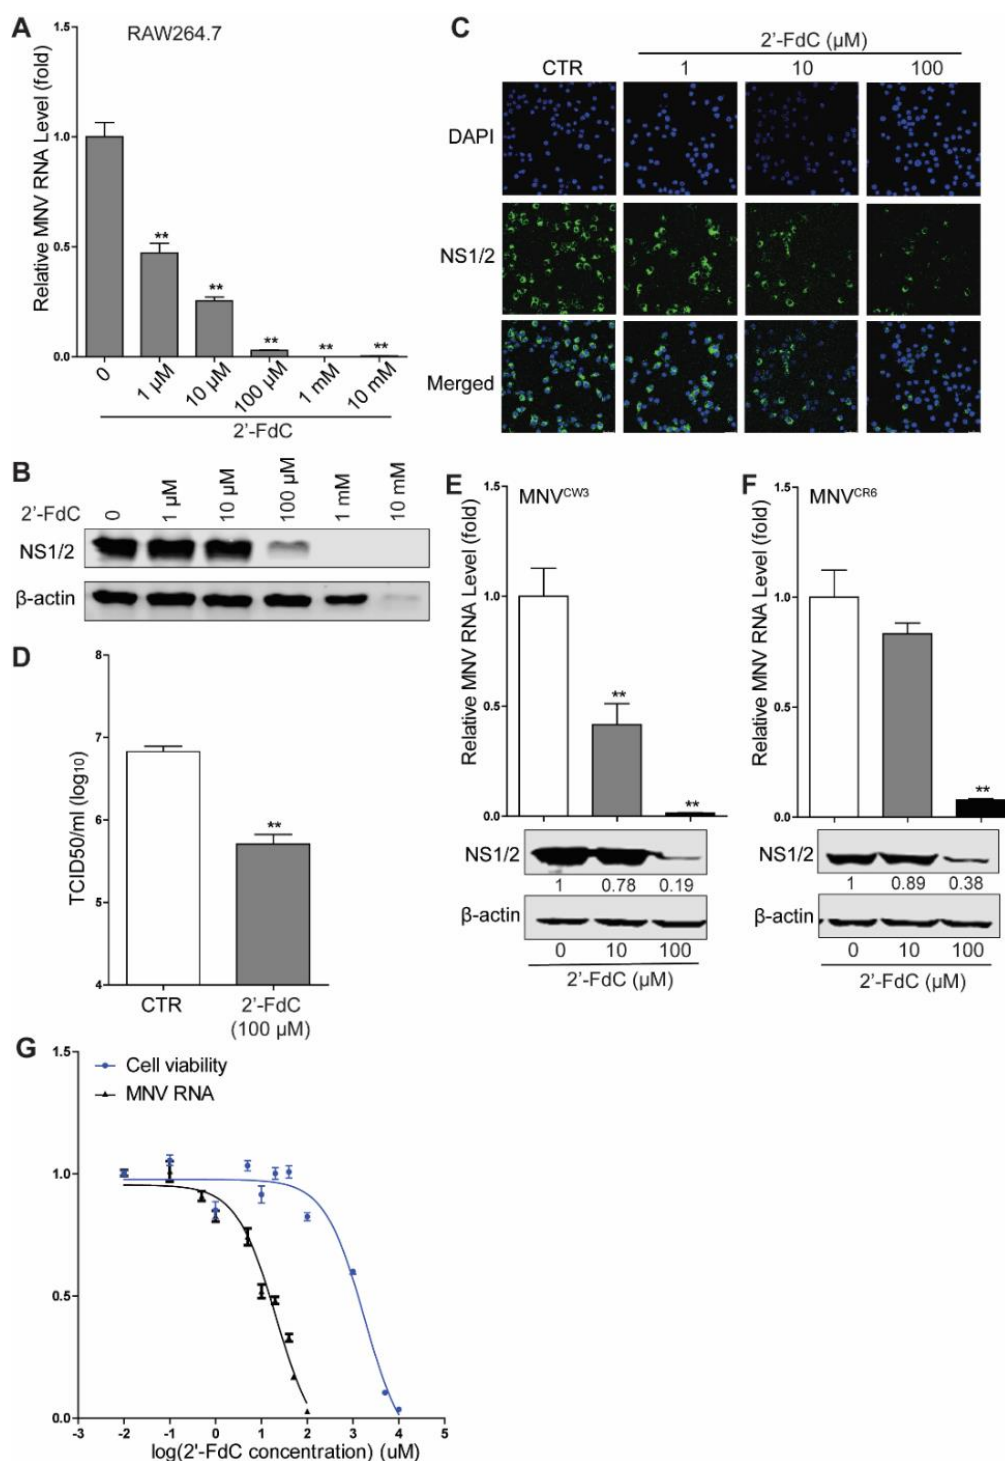 A
RAW264.7
Relative MNV RNA Level (fold)
1.5
1.0
0.5
0.0
**
**
**
**
**
0
1 µM
10 µM
100 µM
1 mM
10 mM
2'-FdC
C
2'-FdC (µM)
CTR 1 10 100
DAPI
NS1/2
Merged
B
2'-FdC 0 1 µM 10 µM 100 µM 1 mM 10 mM
NS1/2
β-actin
D
TCID50/ml (log10)
8
7
6
5
4
**
CTR
2'-FdC
(100 µM)
E
MNVCW3
Relative MNV RNA Level (fold)
1.5
1.0
0.5
0.0
**
**
NS1/2
1 0.78 0.19
β-actin
0 10 100
2'-FdC (µM)
F
MNVCR6
Relative MNV RNA Level (fold)
1.5
1.0
0.5
0.0
**
NS1/2
1 0.89 0.38
β-actin
0 10 100
2'-FdC (µM)
G
Cell viability
MNV RNA
1.5
1.0
0.5
0.0
-3 -2 -1 0 1 2 3 4 5
log(2'-FdC concentration) (uM)